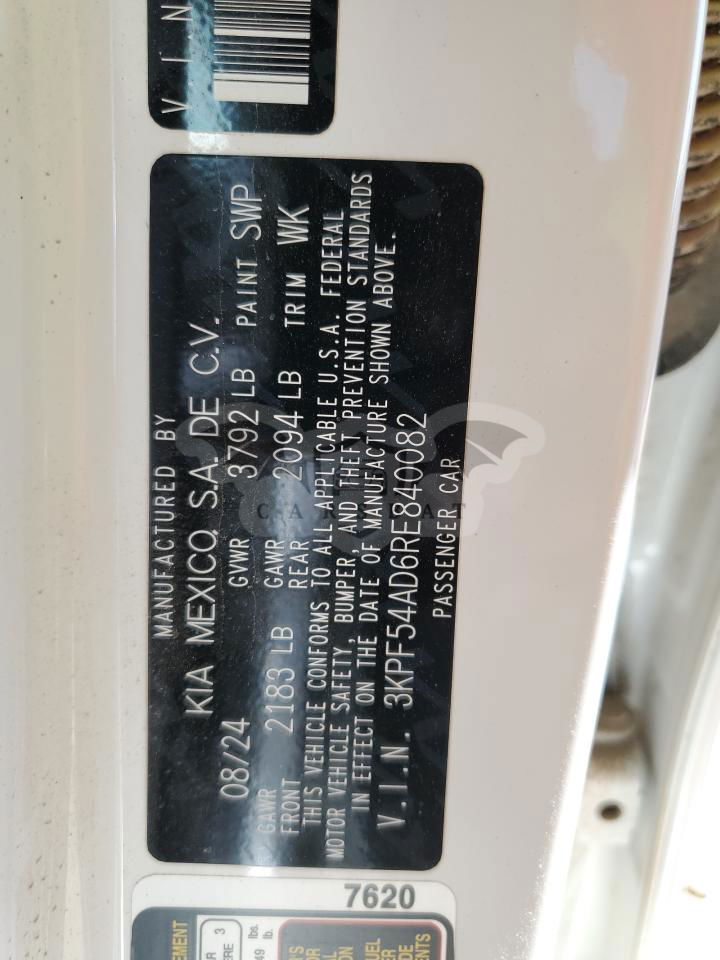 V I N
MANUFACTURED BY
KIA MEXICO, S.A. DE C.V.
08/24 GVWR 3792 LB PAINT SWP
GAWR FRONT 2183 LB GAWR REAR 2094 LB TRIM WK
THIS VEHICLE CONFORMS TO ALL APPLICABLE U.S.A. FEDERAL
MOTOR VEHICLE SAFETY, BUMPER, AND THEFT PREVENTION STANDARDS
IN EFFECT ON THE DATE OF MANUFACTURE SHOWN ABOVE.
V.I.N. 3KPF54AD6RE840082
PASSENGER CAR
7620